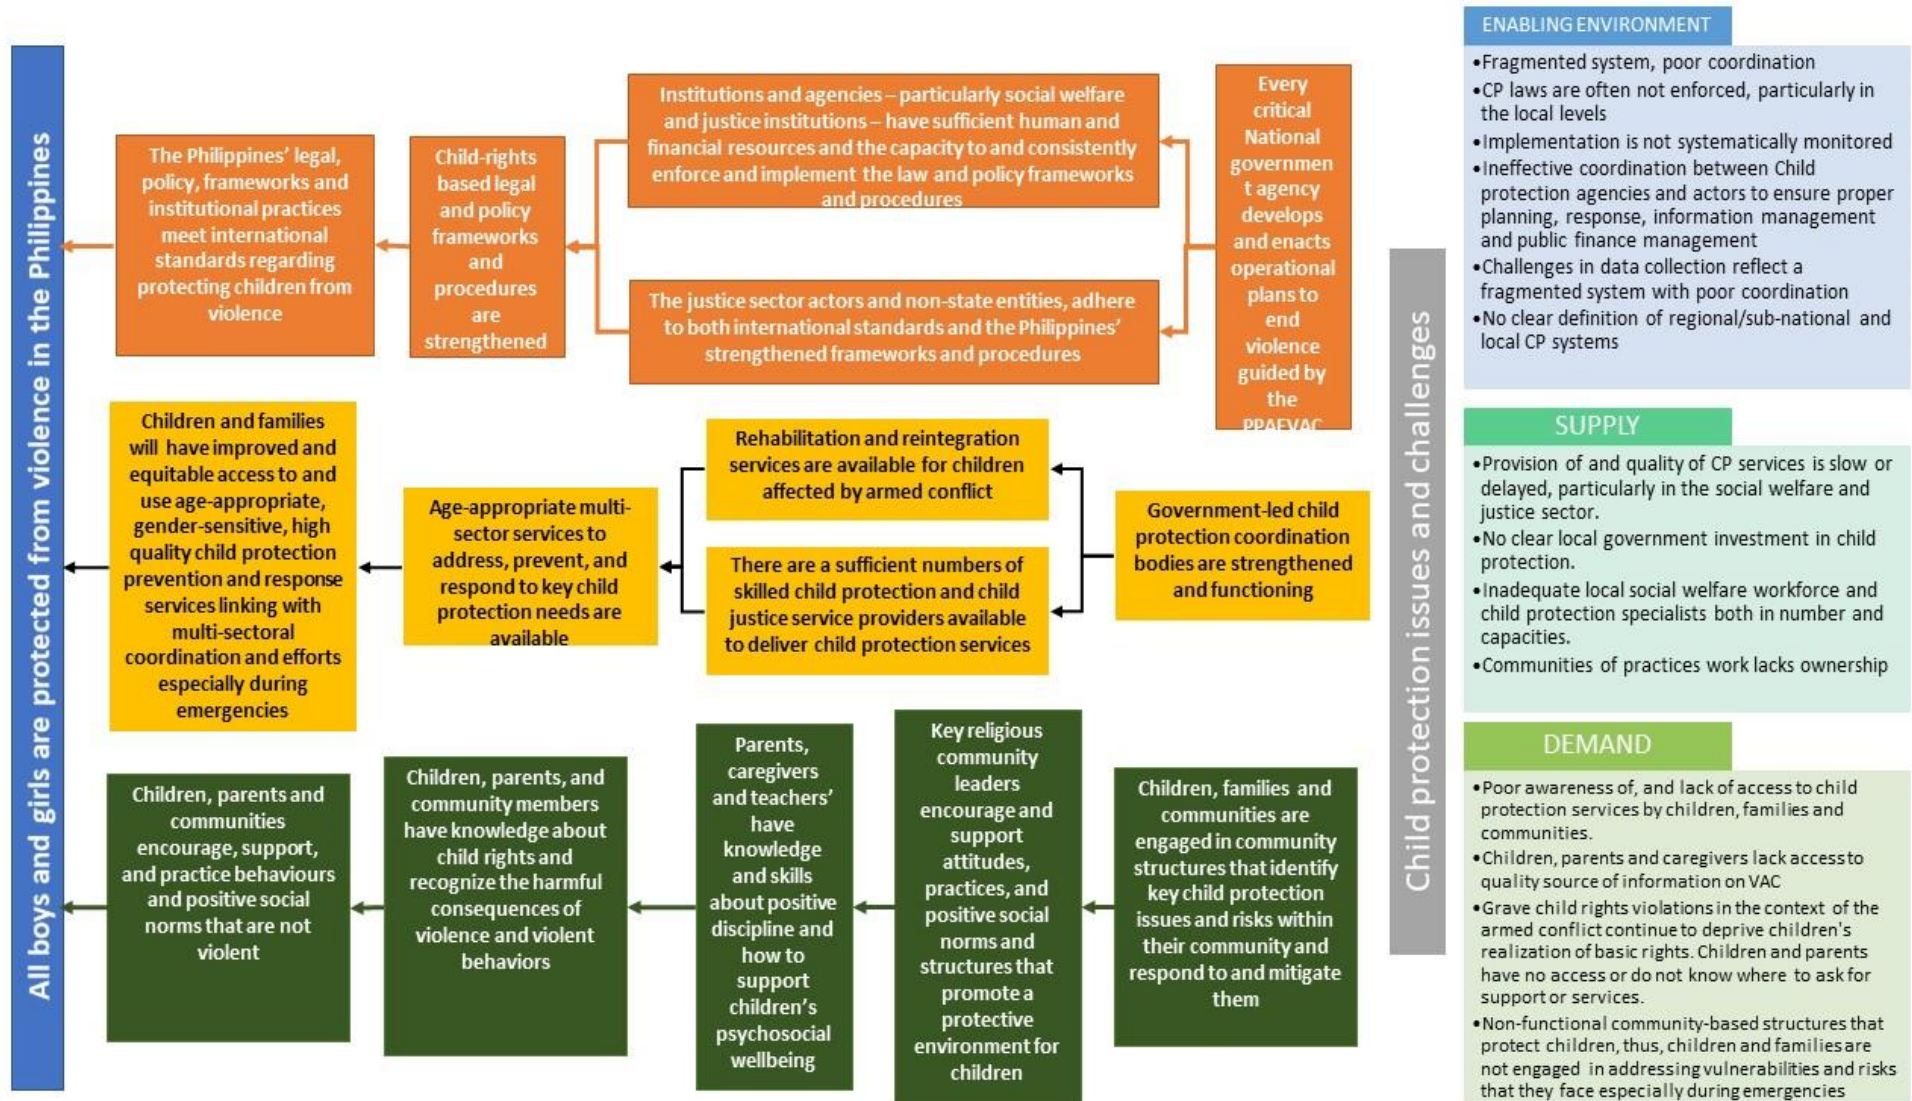 All boys and girls are protected from violence in the Philippines
The Philippines’ legal,
policy, frameworks and
institutional practices
meet international
standards regarding
protecting children from
violence
Child-rights
based legal
and policy
frameworks
and
procedures
are
strengthened
Institutions and agencies – particularly social welfare
and justice institutions – have sufficient human and
financial resources and the capacity to and consistently
enforce and implement the law and policy frameworks
and procedures
The justice sector actors and non-state entities, adhere
to both international standards and the Philippines’
strengthened frameworks and procedures
Every
critical
National
governmen
t agency
develops
and enacts
operational
plans to
end
violence
guided by
the
PPAEVAC
Children and families
will have improved and
equitable access to and
use age-appropriate,
gender-sensitive, high
quality child protection
prevention and response
services linking with
multi-sectoral
coordination and efforts
especially during
emergencies
Age-appropriate multi-
sector services to
address, prevent, and
respond to key child
protection needs are
available
Rehabilitation and reintegration
services are available for children
affected by armed conflict
There are a sufficient numbers of
skilled child protection and child
justice service providers available
to deliver child protection services
Government-led child
protection coordination
bodies are strengthened
and functioning
Children, parents and
communities
encourage, support,
and practice behaviours
and positive social
norms that are not
violent
Children, parents, and
community members
have knowledge about
child rights and
recognize the harmful
consequences of
violence and violent
behaviors
Parents,
caregivers
and teachers’
have
knowledge
and skills
about positive
discipline and
how to
support
children’s
psychosocial
wellbeing
Key religious
community
leaders
encourage and
support
attitudes,
practices, and
positive social
norms and
structures that
promote a
protective
environment for
children
Children, families and
communities are
engaged in community
structures that identify
key child protection
issues and risks within
their community and
respond to and mitigate
them
Child protection issues and challenges
ENABLING ENVIRONMENT
•Fragmented system, poor coordination
•CP laws are often not enforced, particularly in
the local levels
•Implementation is not systematically monitored
•Ineffective coordination between Child
protection agencies and actors to ensure proper
planning, response, information management
and public finance management
•Challenges in data collection reflect a
fragmented system with poor coordination
•No clear definition of regional/sub-national and
local CP systems
SUPPLY
•Provision of and quality of CP services is slow or
delayed, particularly in the social welfare and
justice sector.
•No clear local government investment in child
protection.
•Inadequate local social welfare workforce and
child protection specialists both in number and
capacities.
•Communities of practices work lacks ownership
DEMAND
•Poor awareness of, and lack of access to child
protection services by children, families and
communities.
•Children, parents and caregivers lack access to
quality source of information on VAC
•Grave child rights violations in the context of the
armed conflict continue to deprive children's
realization of basic rights. Children and parents
have no access or do not know where to ask for
support or services.
•Non-functional community-based structures that
protect children, thus, children and families are
not engaged in addressing vulnerabilities and risks
that they face especially during emergencies